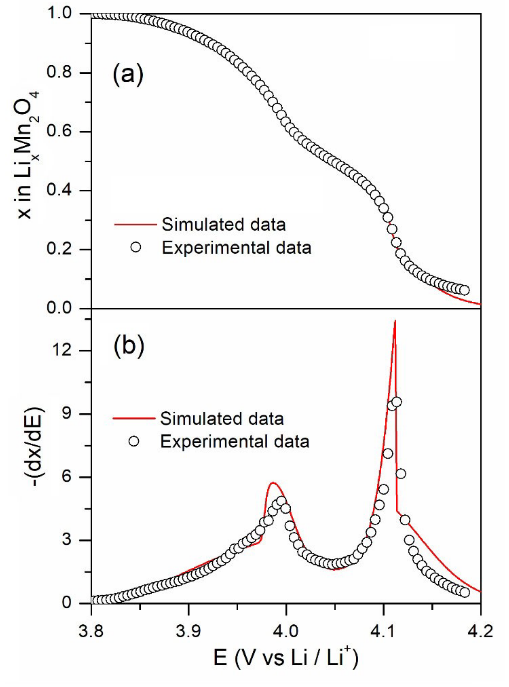 1.0
0.8
0.6
0.4
0.2
0.0
x in LiₓMn₂O₄
(a)
Simulated data
Experimental data
12
9
6
3
0
-(dx/dE)
(b)
Simulated data
Experimental data
3.8 3.9 4.0 4.1 4.2
E (V vs Li / Li⁺)